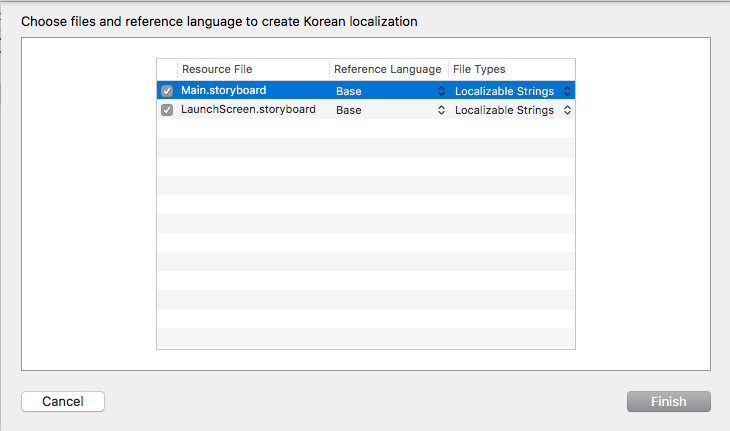 Choose files and reference language to create Korean localization
Resource File Reference Language File Types
Main.storyboard Base Localizable Strings
LaunchScreen.storyboard Base Localizable Strings
Cancel Finish